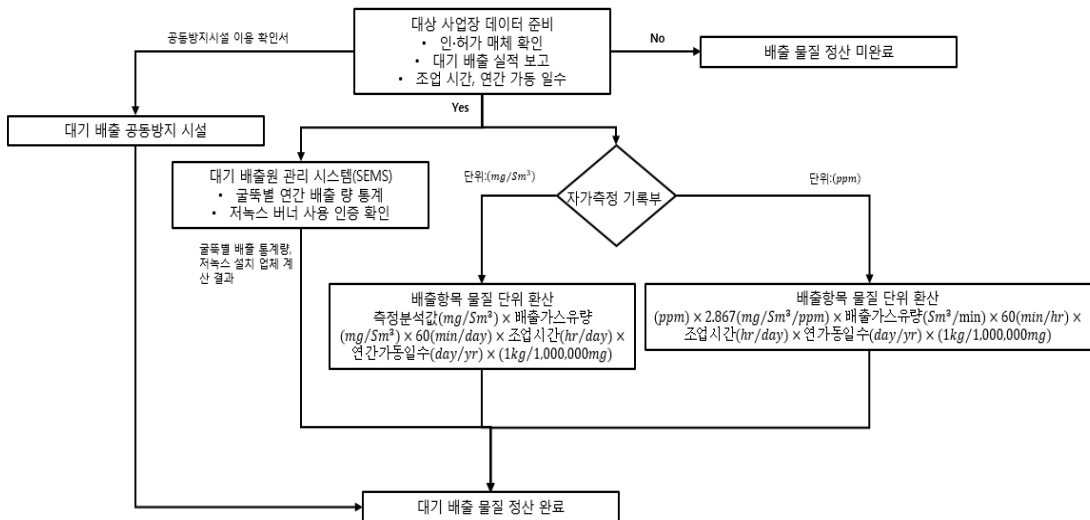 대상 사업장 데이터 준비
• 인·허가 매체 확인
• 대기 배출 실적 보고
• 조업 시간, 연간 가동 일수
공동방지시설 이용 확인서
No
배출 물질 정산 미완료
Yes
대기 배출 공동방지 시설
대기 배출원 관리 시스템(SEMS)
• 굴뚝별 연간 배출 량 통계
• 저녹스 버너 사용 인증 확인
단위:(mg/Sm³)
자가측정 기록부
단위:(ppm)
굴뚝별 배출 통계량,
저녹스 설치 업체 계
산 결과
배출항목 물질 단위 환산
측정분석값(mg/Sm³) × 배출가스유량
(mg/Sm³) × 60(min/day) × 조업시간(hr/day) ×
연간가동일수(day/yr) × (1kg/1,000,000mg)
배출항목 물질 단위 환산
(ppm) × 2.867(mg/Sm³/ppm) × 배출가스유량(Sm³/min) × 60(min/hr) ×
조업시간(hr/day) × 연가동일수(day/yr) × (1kg/1,000,000mg)
대기 배출 물질 정산 완료